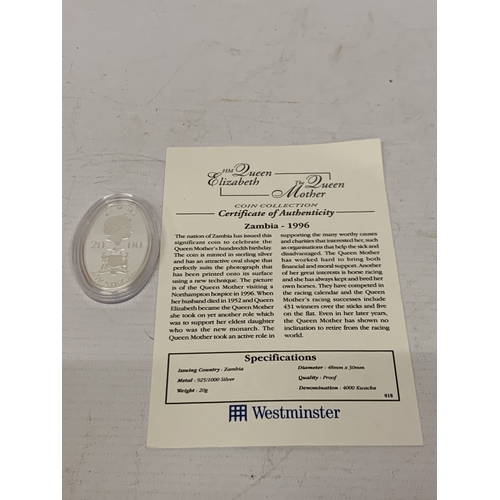 HM Queen Elizabeth
The Queen Mother
COIN COLLECTION
Certificate of Authenticity
Zambia - 1996
The nation of Zambia has issued this
significant coin to celebrate the
Queen Mother's hundredth birthday.
The coin is minted in sterling silver
and has an attractive oval shape that
perfectly suits the photograph that
has been printed onto its surface
using a new technique. The picture
is of the Queen Mother visiting a
Northampton hospice in 1996. When
her husband died in 1952 and Queen
Elizabeth became the Queen Mother
she took on yet another role which
was to support her eldest daughter
who was the new monarch. The
Queen Mother took an active role in
supporting the many worthy causes
and charities that interested her, such
as organisations that help the sick and
disadvantaged. The Queen Mother
has worked hard to bring both
financial and moral support. Another
of her great interests is horse racing
and she has always kept and bred her
own horses. They have competed in
the racing calendar and the Queen
Mother's racing successes include
431 winners over the sticks and five
on the flat. Even in her later years,
the Queen Mother has shown no
inclination to retire from the racing
world.
Specifications
Issuing Country : Zambia
Metal : 925/1000 Silver
Weight : 20g
Diameter : 48mm x 30mm
Quality : Proof
Denomination : 4000 Kwacha
018
Westminster
20 00